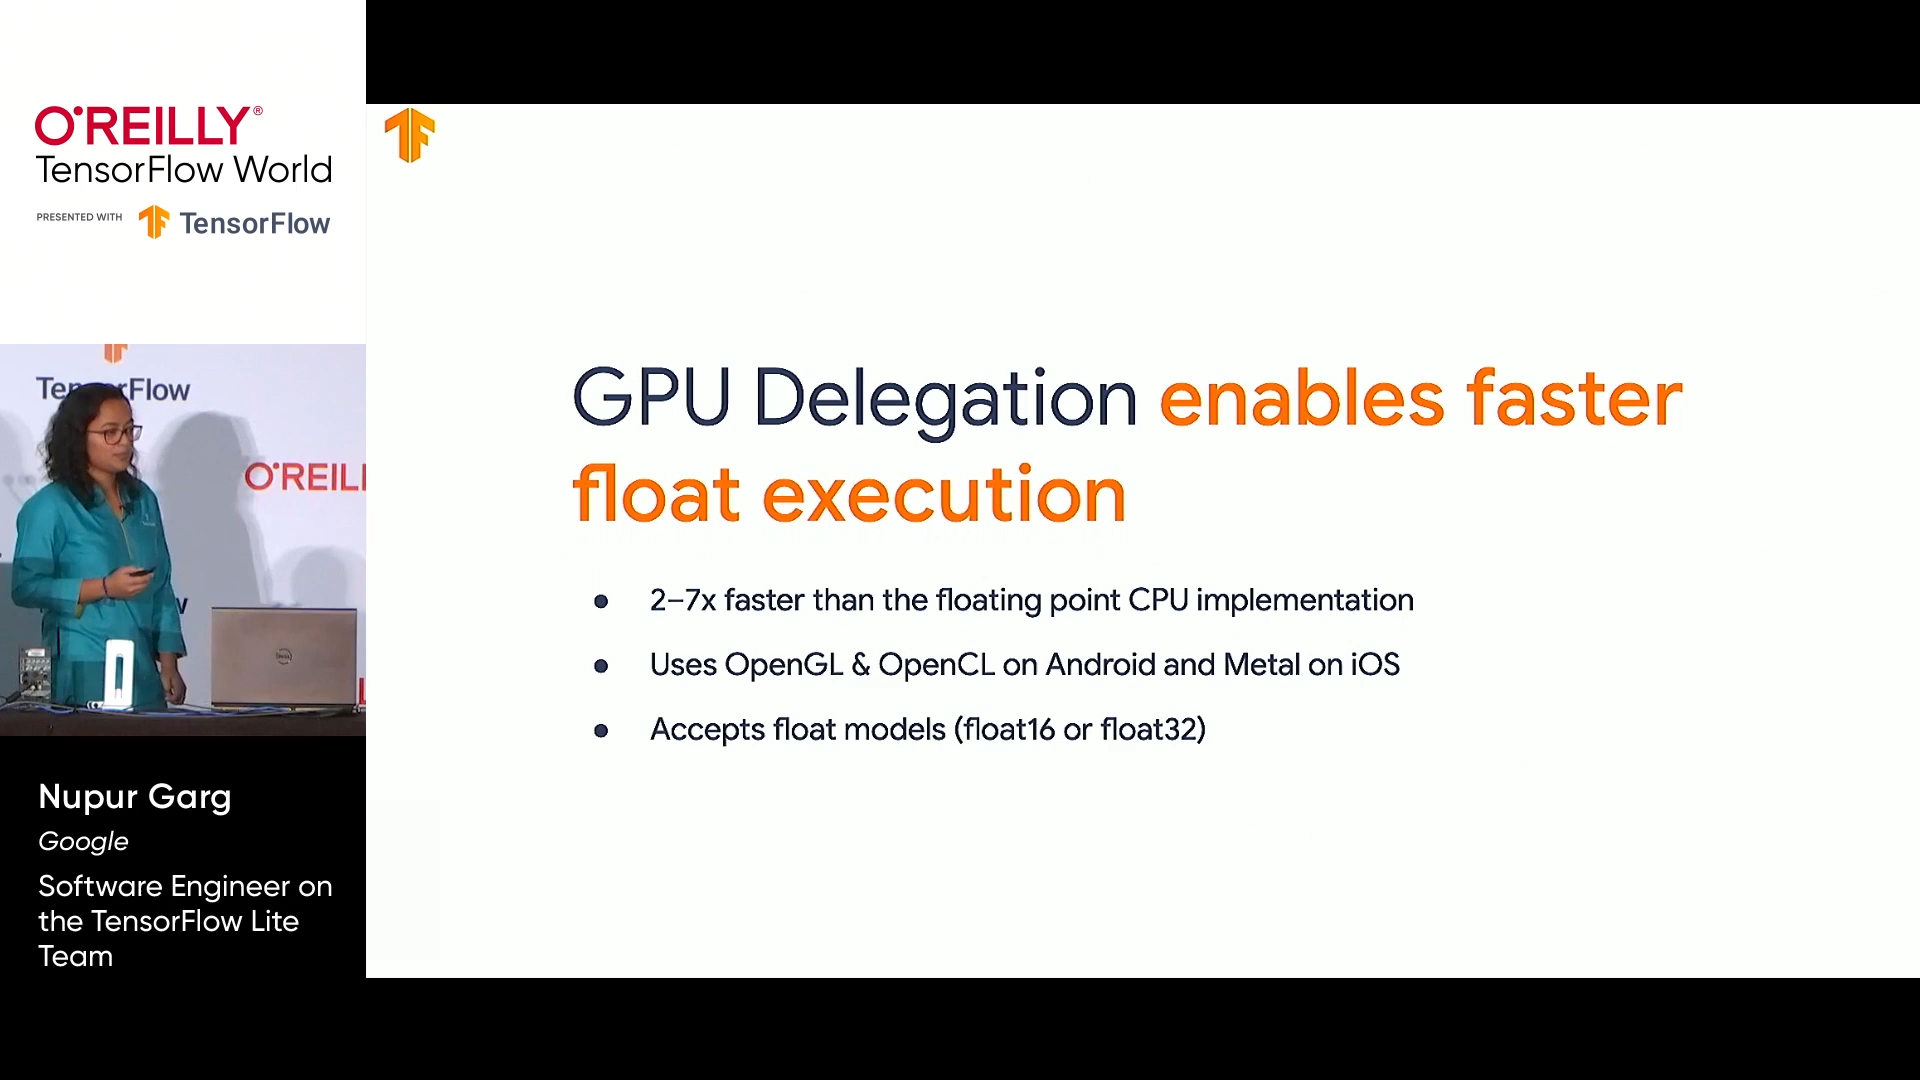 O'REILLY®
TensorFlow World
PRESENTED WITH TensorFlow
TensorFlow
O'REILL
Nupur Garg
Google
Software Engineer on
the TensorFlow Lite
Team
GPU Delegation enables faster
float execution
● 2–7x faster than the floating point CPU implementation
● Uses OpenGL & OpenCL on Android and Metal on iOS
● Accepts float models (float16 or float32)